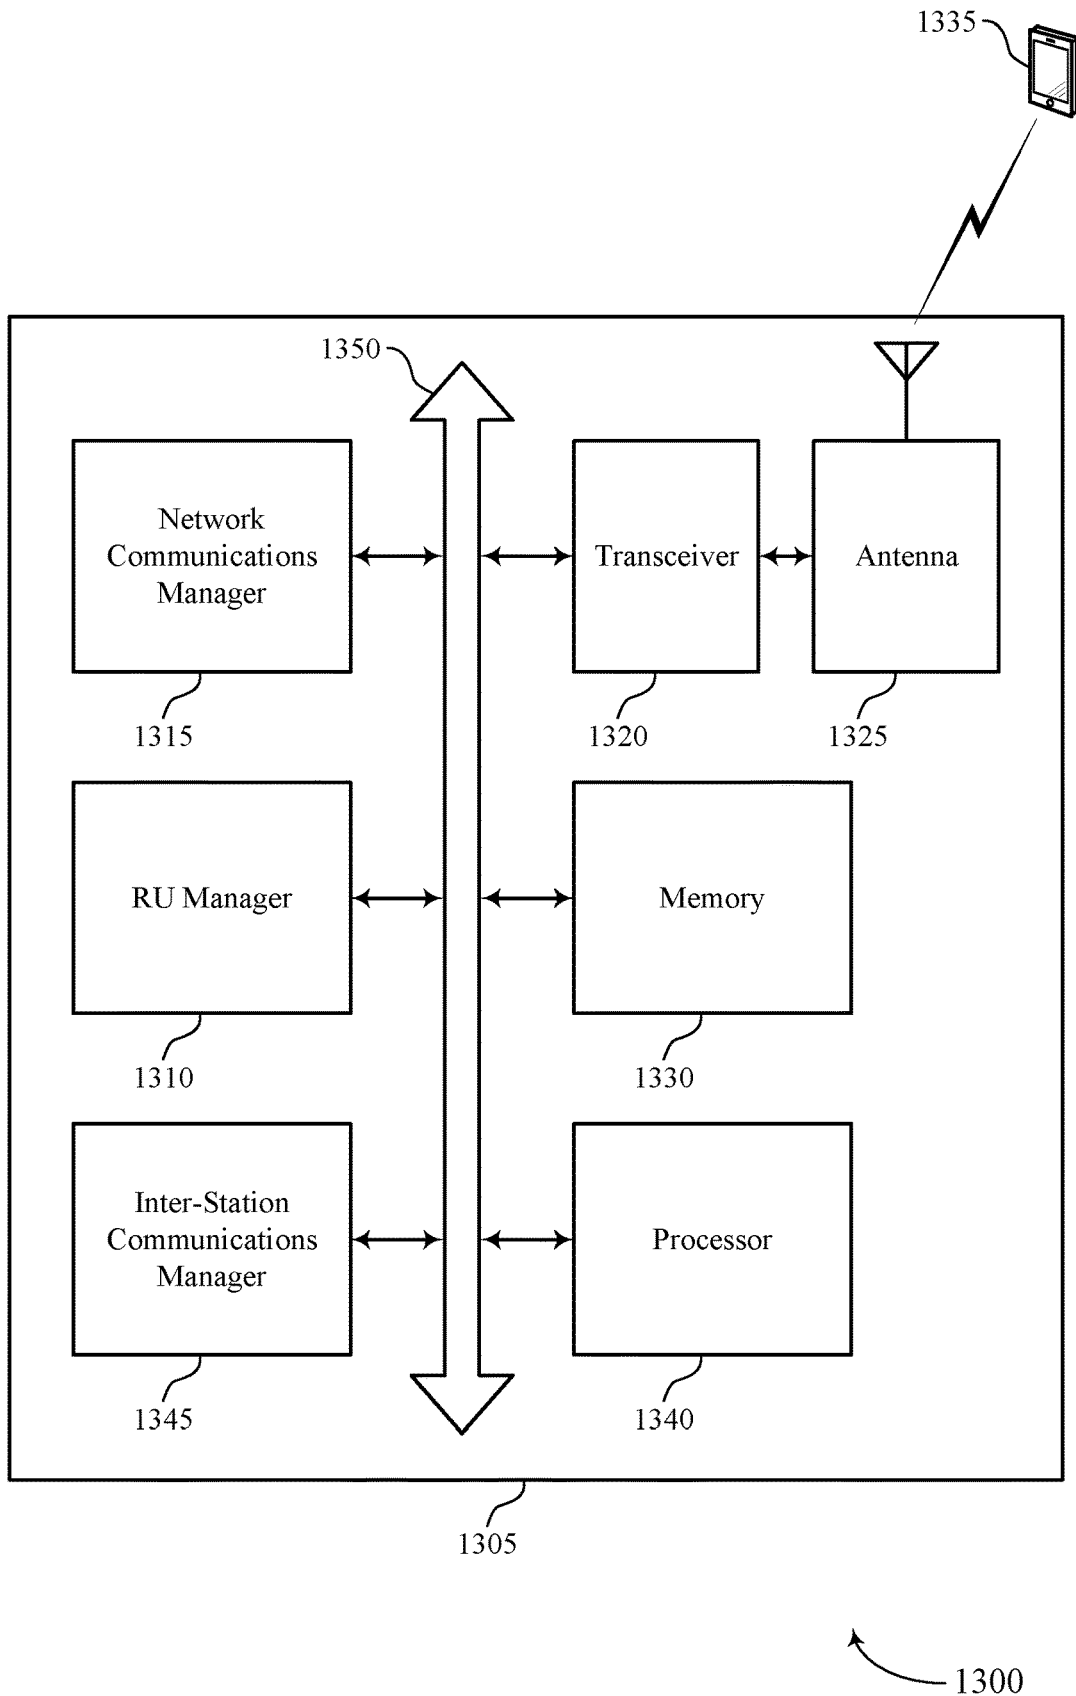 1335
1350
Network
Communications
Manager
Transceiver
Antenna
1315
1320
1325
RU Manager
Memory
1310
1330
Inter-Station
Communications
Manager
Processor
1345
1340
1305
1300